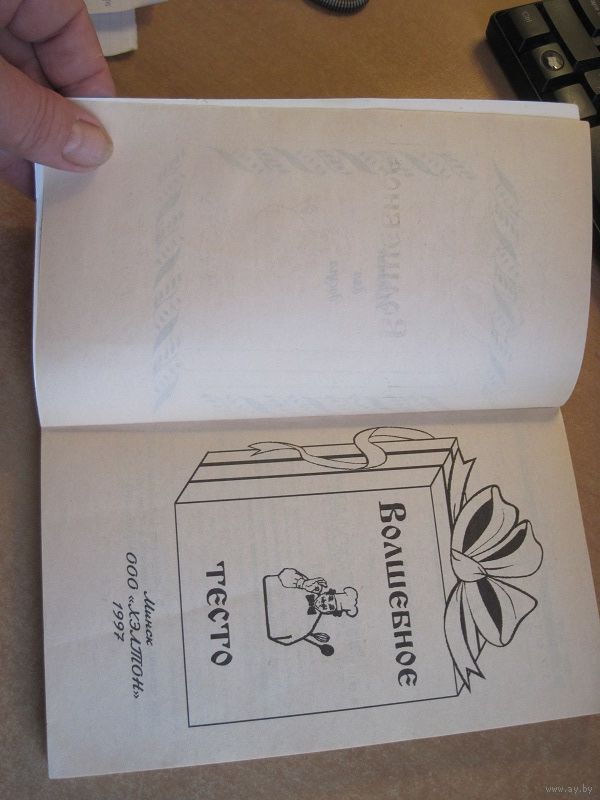 Волшебное
тесто
Минск
ООО «ХЭЛТОН»
1997
www.ay.by